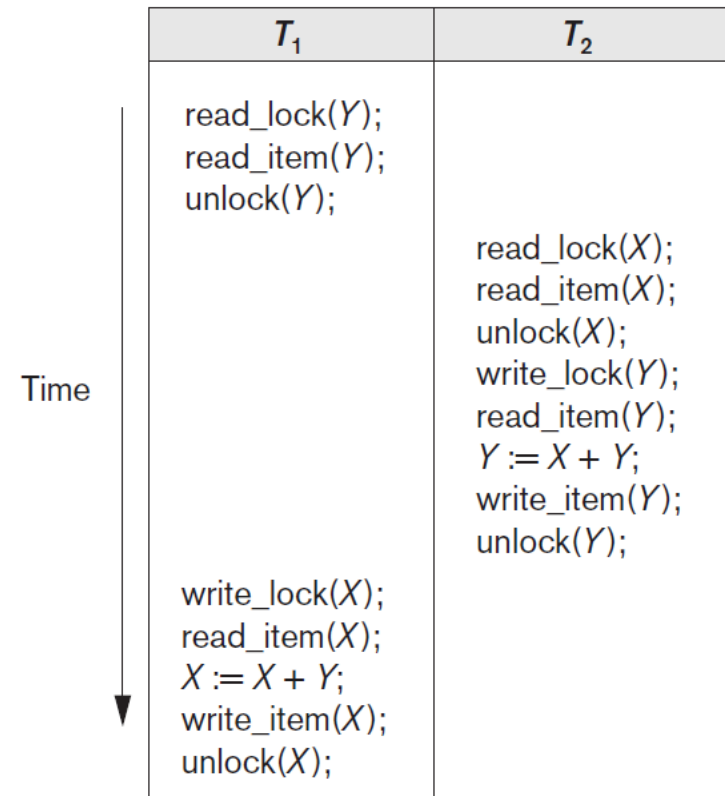 T₁ T₂
read_lock(Y);
read_item(Y);
unlock(Y);
read_lock(X);
read_item(X);
unlock(X);
Time
write_lock(Y);
read_item(Y);
Y := X + Y;
write_item(Y);
unlock(Y);
write_lock(X);
read_item(X);
X := X + Y;
write_item(X);
unlock(X);